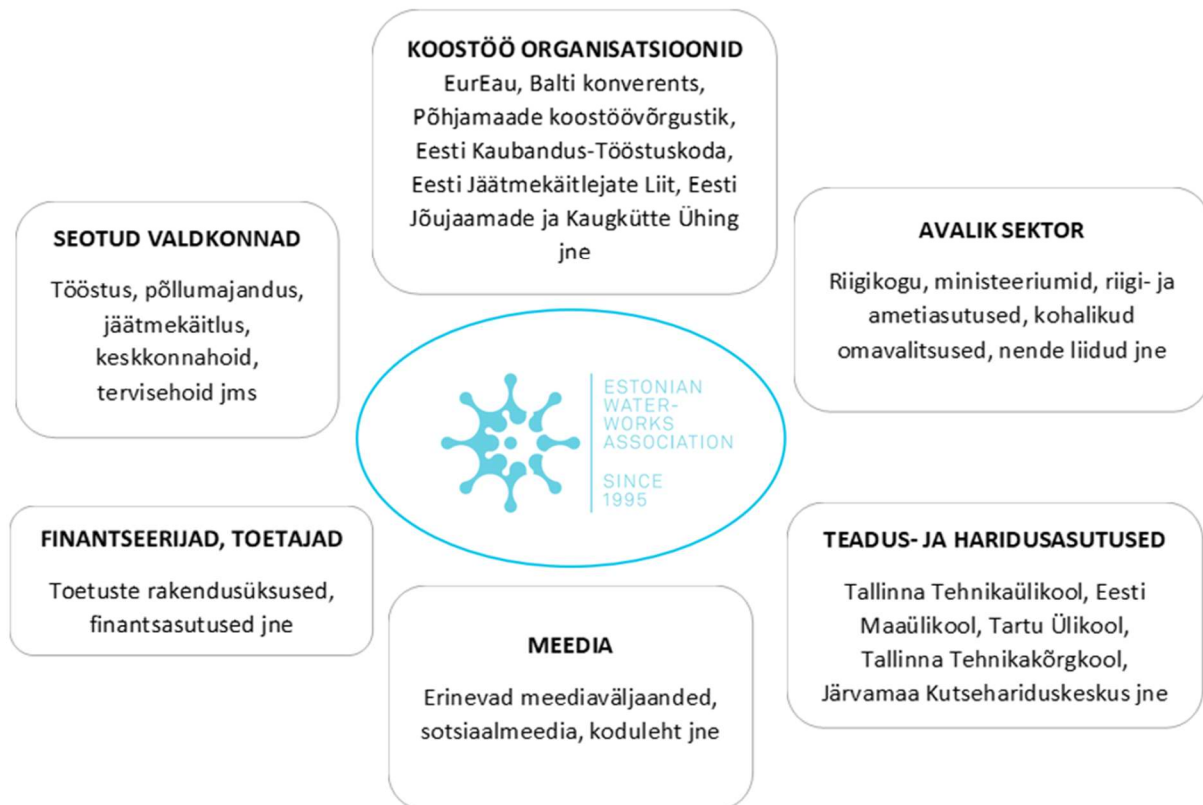 KOOSTÖÖ ORGANISATSIOONID
EurEau, Balti konverents,
Põhjamaade koostöövõrgustik,
Eesti Kaubandus-Tööstuskoda,
Eesti Jäätmekäitlejate Liit, Eesti
Jõujaamade ja Kaugkütte Ühing
jne
SEOTUD VALDKONNAD
Tööstus, põllumajandus,
jäätmekäitlus,
keskkonnahoid,
tervisehoid jms
AVALIK SEKTOR
Riigikogu, ministeeriumid, riigi- ja
ametiasutused, kohalikud
omavalitsused, nende liidud jne
ESTONIAN
WATER-
WORKS
ASSOCIATION
SINCE
1995
FINANTSEERIJAD, TOETAJAD
Toetuste rakendusüksused,
finantsasutused jne
MEEDIA
Erinevad meediaväljaanded,
sotsiaalmeedia, koduleht jne
TEADUS- JA HARIDUSASUTUSED
Tallinna Tehnikaülikool, Eesti
Maaülikool, Tartu Ülikool,
Tallinna Tehnikakõrgkool,
Järvamaa Kutsehariduskeskus jne